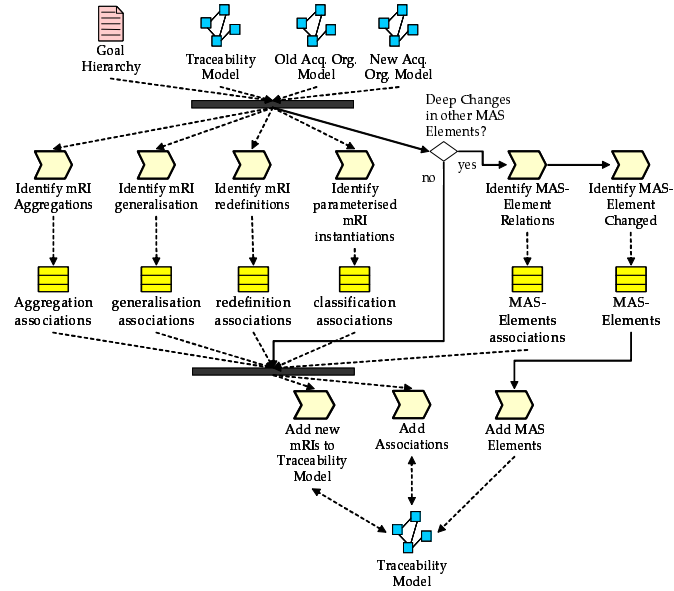 Goal
Hierarchy
Traceability
Model
Old Acq. Org.
Model
New Acq.
Org. Model
Deep Changes
in other MAS
Elements?
yes
no
Identify mRI
Aggregations
Identify mRI
generalisation
Identify mRI
redefinitions
Identify
parameterised
mRI
instantiations
Identify MAS-
Element
Relations
Identify MAS-
Element
Changed
Aggregation
associations
generalisation
associations
redefinition
associations
classification
associations
MAS-
Elements
associations
MAS-
Elements
Add new
mRIs to
Traceability
Model
Add
Associations
Add MAS
Elements
Traceability
Model